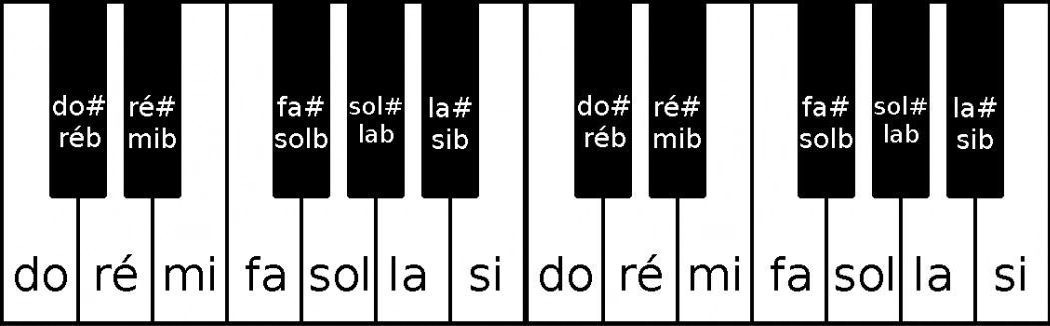 do# ré# fa# sol# la# do# ré# fa# sol# la#
réb mib solb lab sib réb mib solb lab sib
do ré mi fa sol la si do ré mi fa sol la si